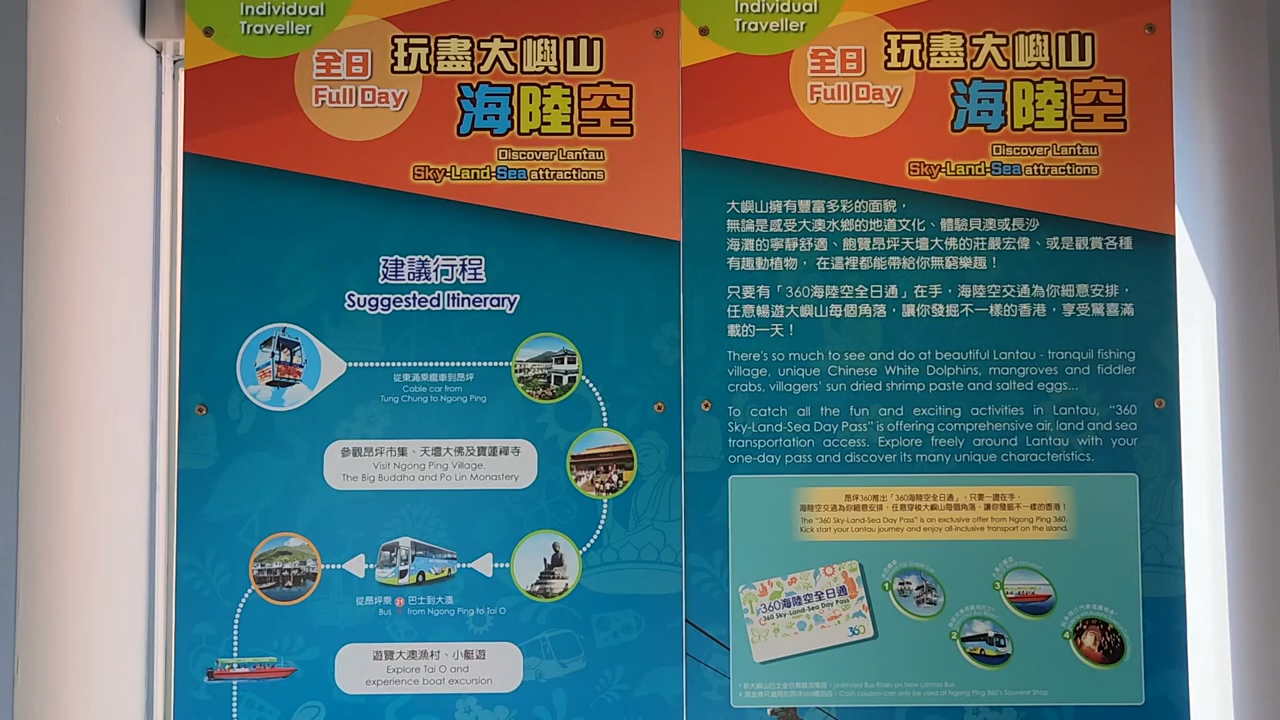 Individual
Traveller
全日
Full Day
玩盡大嶼山
海陸空
Discover Lantau
Sky-Land-Sea attractions
建議行程
Suggested Itinerary
從東涌乘纜車到昂坪
Cable car from
Tung Chung to Ngong Ping
參觀昂坪市集、天壇大佛及寶蓮禪寺
Visit Ngong Ping Village,
The Big Buddha and Po Lin Monastery
從昂坪乘 21 巴士到大澳
Bus 21 from Ngong Ping to Tai O
遊覽大澳漁村、小艇遊
Explore Tai O and
experience boat excursion
Individual
Traveller
全日
Full Day
玩盡大嶼山
海陸空
Discover Lantau
Sky-Land-Sea attractions
大嶼山擁有豐富多彩的面貌，
無論是感受大澳水鄉的地道文化、體驗貝澳或長沙
海灘的寧靜舒適、飽覽昂坪天壇大佛的莊嚴宏偉、或是觀賞各種
有趣動植物， 在這裡都能帶給你無窮樂趣！
只要有「360海陸空全日通」在手，海陸空交通為你細意安排，
任意暢遊大嶼山每個角落，讓你發掘不一樣的香港，享受驚喜滿
載的一天！
There's so much to see and do at beautiful Lantau - tranquil fishing
village, unique Chinese White Dolphins, mangroves and fiddler
crabs, villagers' sun dried shrimp paste and salted eggs...
To catch all the fun and exciting activities in Lantau, “360
Sky-Land-Sea Day Pass” is offering comprehensive air, land and sea
transportation access. Explore freely around Lantau with your
one-day pass and discover its many unique characteristics.
昂坪360推出「360海陸空全日通」，只要一證在手，
海陸空交通為你細意安排，任意穿梭大嶼山每個角落，讓你發掘不一樣的香港！
The “360 Sky-Land-Sea Day Pass” is an exclusive offer from Ngong Ping 360.
Kick start your Lantau journey and enjoy all-inclusive transport on the island.
360海陸空全日通
360 Sky-Land-Sea Day Pass
360
1
2
3
4
Unlimited Bus Rides on New Lantau Bus
Cash coupon can only be used at Ngong Ping 360's Souvenir Shop.